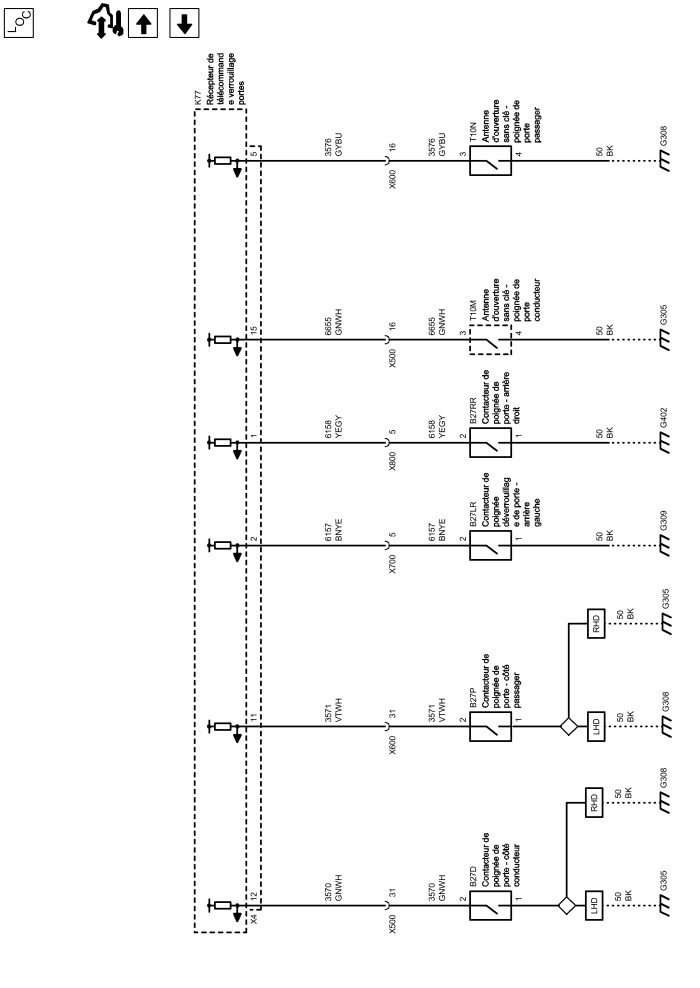 LOC
K77
Récepteur de
télécommand
e verrouillage
portes
X4
12
3570
GNWH
X500
31
3570
GNWH
2
B27D
Contacteur de
poignée de
porte - côté
conducteur
1
LHD
50
BK
G305
RHD
50
BK
G308
11
3571
VTWH
X600
31
3571
VTWH
2
B27P
Contacteur de
poignée de
porte - côté
passager
1
LHD
50
BK
G308
RHD
50
BK
G305
2
6157
BNYE
X700
5
6157
BNYE
2
B27LR
Contacteur de
poignée
déverrouillag
e de porte -
arrière
gauche
1
50
BK
G309
1
6158
YEGY
X800
5
6158
YEGY
2
B27RR
Contacteur de
poignée de
porte - arrière
droit
1
50
BK
G402
15
6655
GNWH
X500
16
6655
GNWH
3
T10M
Antenne
d'ouverture
sans clé -
poignée de
porte
conducteur
4
50
BK
G305
5
3576
GYBU
X600
16
3576
GYBU
3
T10N
Antenne
d'ouverture
sans clé -
poignée de
porte
passager
4
50
BK
G308